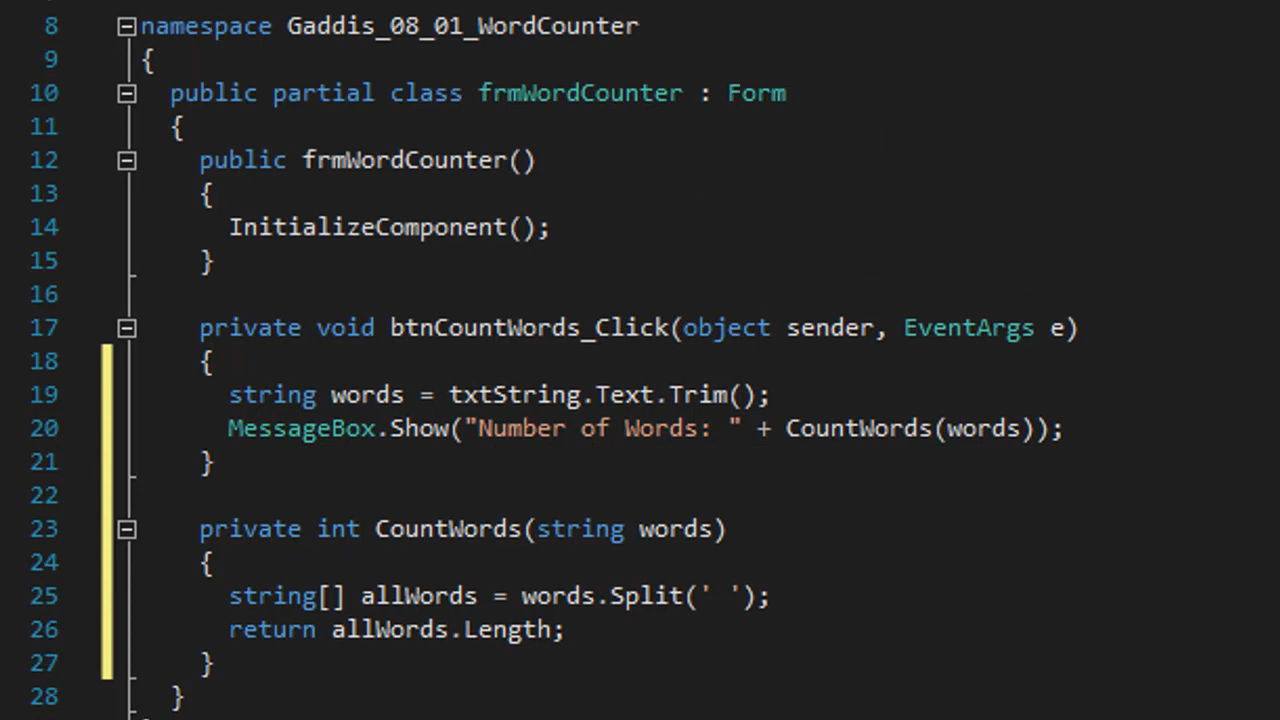 8 namespace Gaddis_08_01_WordCounter
9 {
10 public partial class frmWordCounter : Form
11 {
12 public frmWordCounter()
13 {
14 InitializeComponent();
15 }
16
17 private void btnCountWords_Click(object sender, EventArgs e)
18 {
19 string words = txtString.Text.Trim();
20 MessageBox.Show("Number of Words: " + CountWords(words));
21 }
22
23 private int CountWords(string words)
24 {
25 string[] allWords = words.Split(' ');
26 return allWords.Length;
27 }
28 }